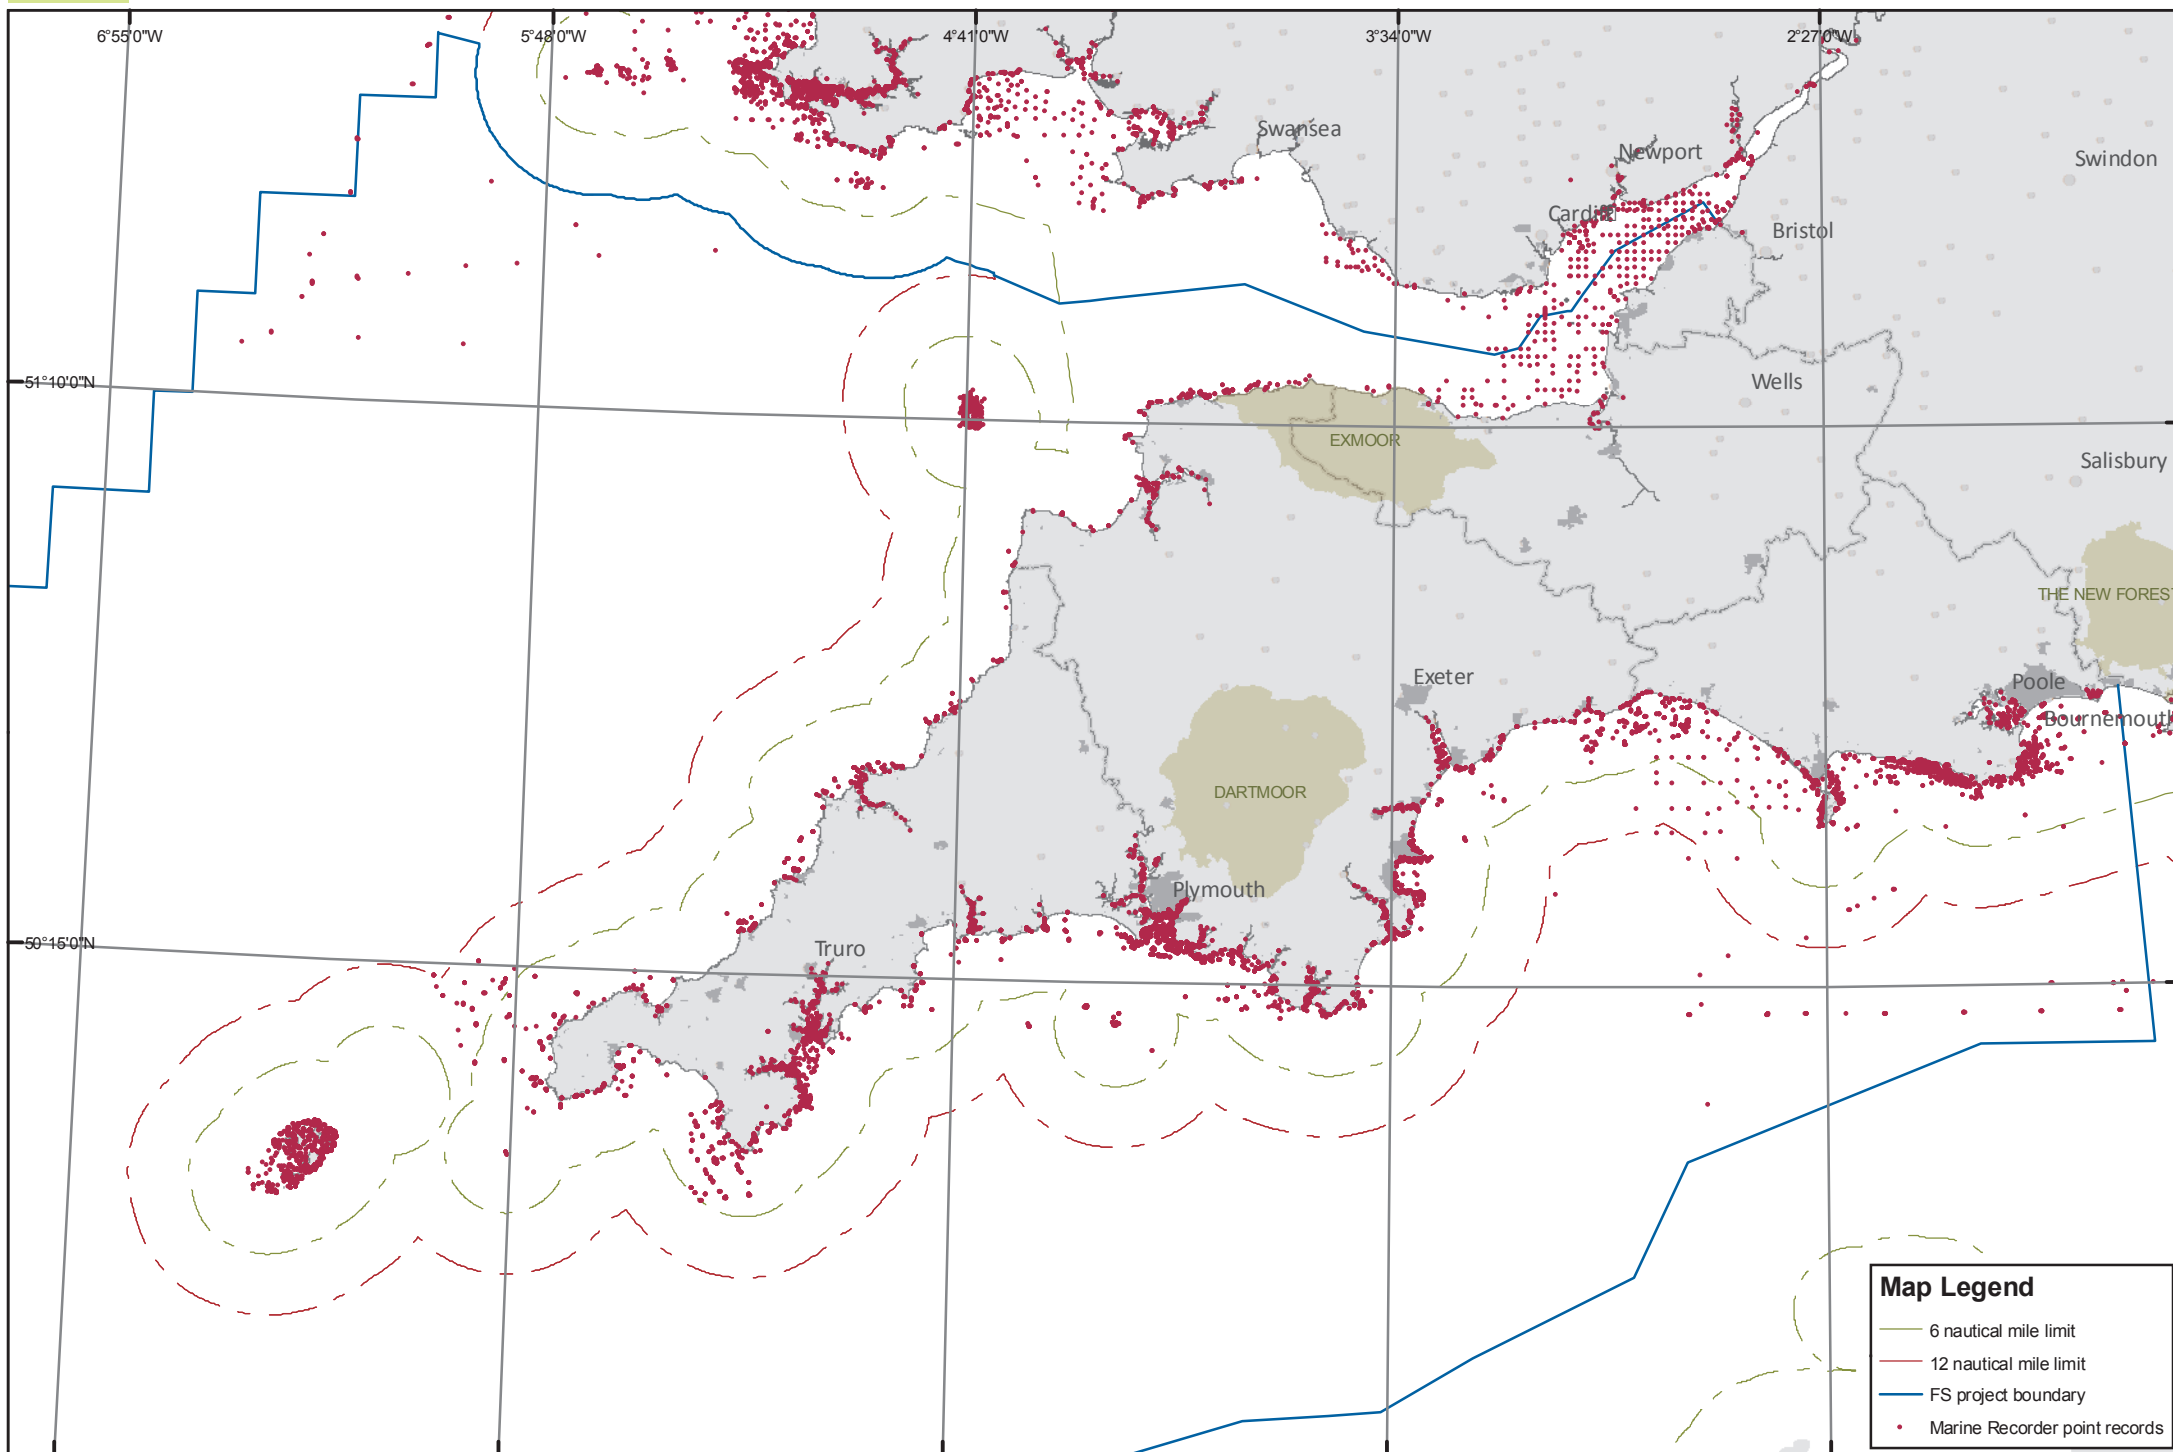 6°55'0"W
5°48'0"W
4°41'0"W
3°34'0"W
2°27'0"W
Swansea
Newport
Swindon
Cardiff
Bristol
51°10'0"N
Wells
EXMOOR
Salisbury
THE NEW FOREST
Exeter
Poole
Bournemouth
DARTMOOR
Plymouth
Truro
50°15'0"N
Map Legend
6 nautical mile limit
12 nautical mile limit
FS project boundary
Marine Recorder point records